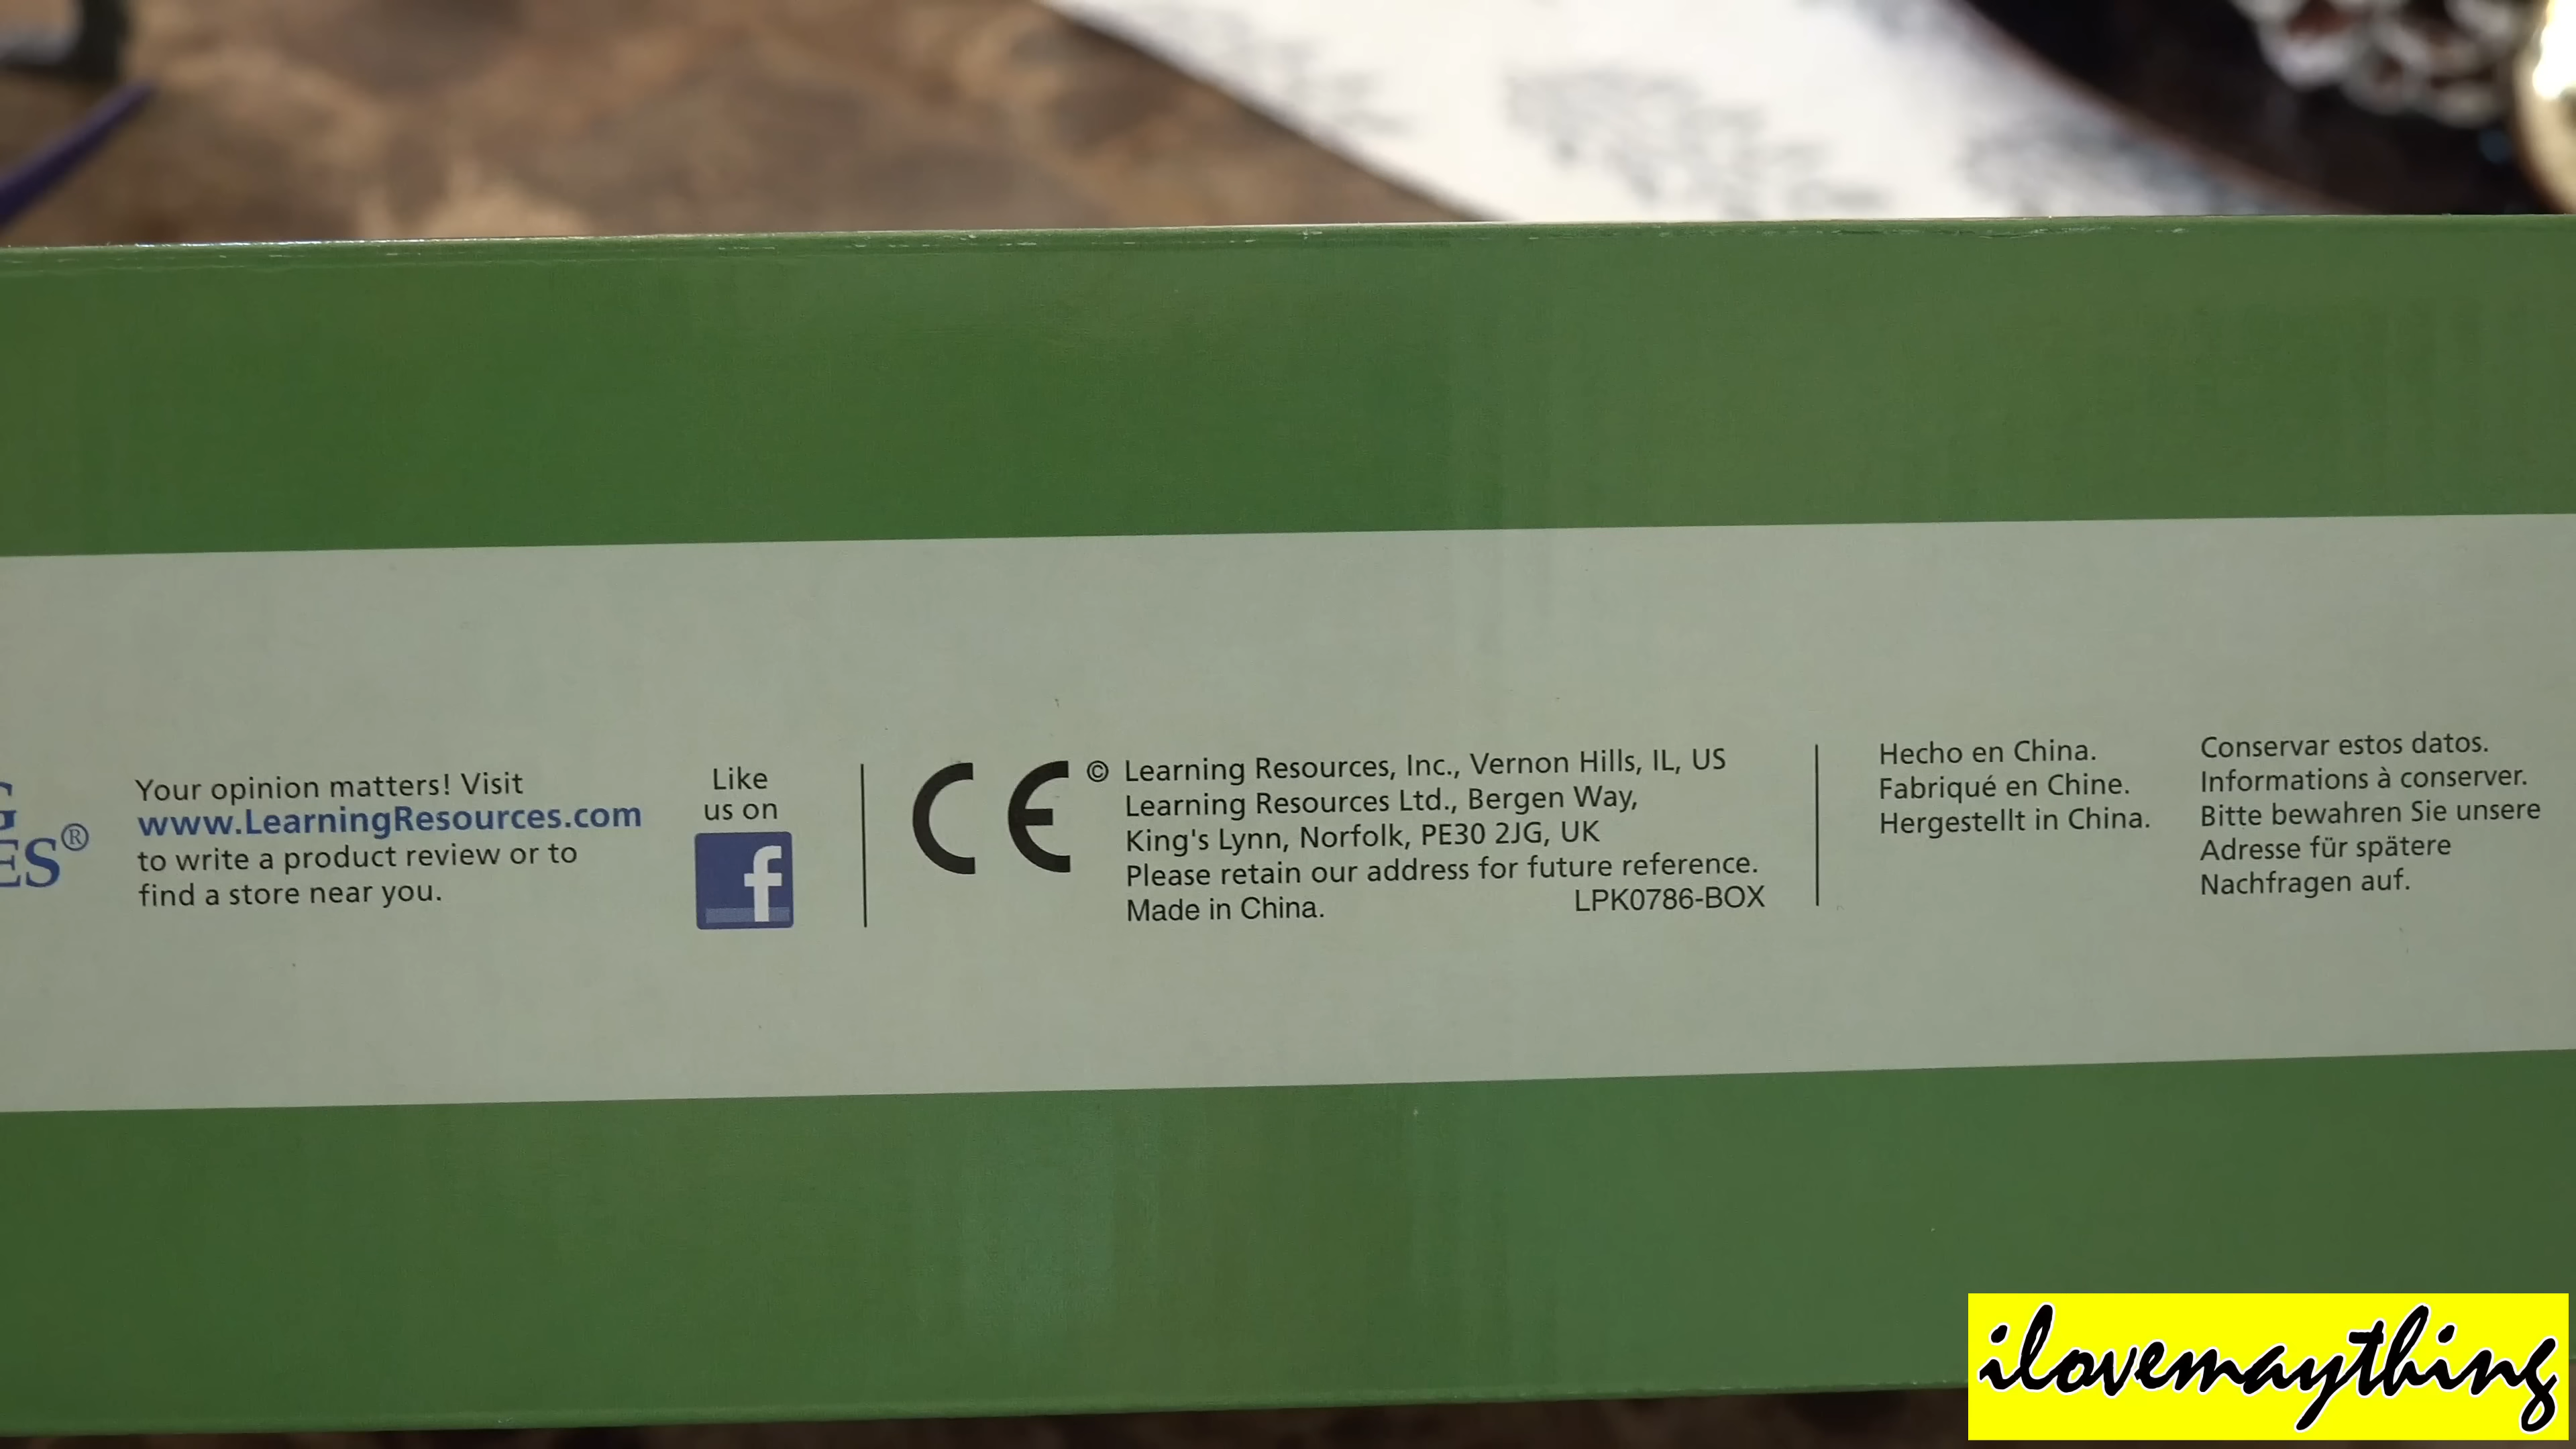 G
ES®
Your opinion matters! Visit
www.LearningResources.com
to write a product review or to
find a store near you.
Like
us on
f
CE
© Learning Resources, Inc., Vernon Hills, IL, US
Learning Resources Ltd., Bergen Way,
King's Lynn, Norfolk, PE30 2JG, UK
Please retain our address for future reference.
Made in China.
LPK0786-BOX
Hecho en China.
Fabriqué en Chine.
Hergestellt in China.
Conservar estos datos.
Informations à conserver.
Bitte bewahren Sie unsere
Adresse für spätere
Nachfragen auf.
ilovemaything